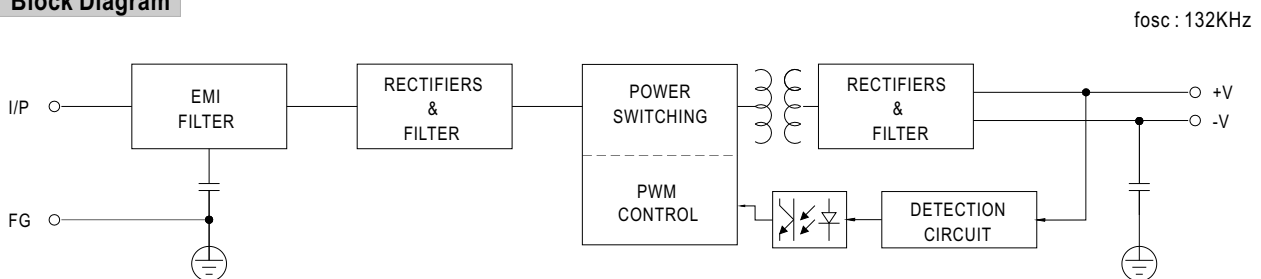 Block Diagram
fosc : 132KHz
I/P
EMI
FILTER
RECTIFIERS
&
FILTER
POWER
SWITCHING
RECTIFIERS
&
FILTER
+V
-V
FG
PWM
CONTROL
DETECTION
CIRCUIT